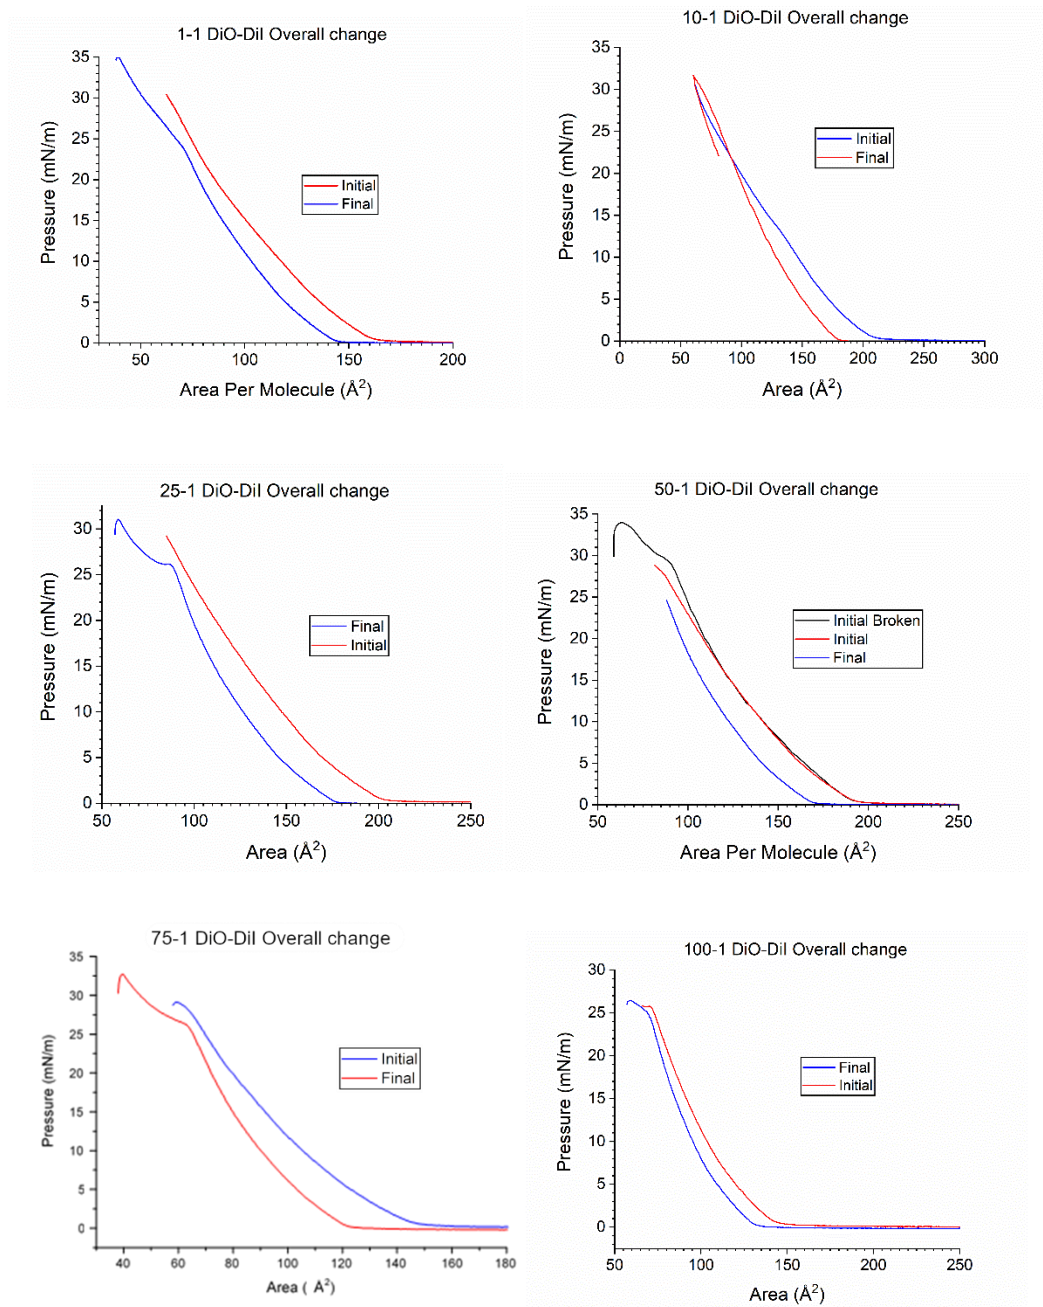 1-1 DiO-DiI Overall change
35
30
25
20
15
10
5
0
Pressure (mN/m)
Initial
Final
50
100
150
200
Area Per Molecule (Å²)
10-1 DiO-DiI Overall change
35
30
25
20
15
10
5
0
Pressure (mN/m)
Initial
Final
0
50
100
150
200
250
300
Area (Å²)
25-1 DiO-DiI Overall change
30
25
20
15
10
5
0
Pressure (mN/m)
Final
Initial
50
100
150
200
250
Area (Å²)
50-1 DiO-DiI Overall change
35
30
25
20
15
10
5
0
Pressure (mN/m)
Initial Broken
Initial
Final
50
100
150
200
250
Area Per Molecule (Å²)
75-1 DiO-DiI Overall change
35
30
25
20
15
10
5
0
Pressure (mN/m)
Initial
Final
40
60
80
100
120
140
160
180
Area ( Å²)
100-1 DiO-DiI Overall change
30
25
20
15
10
5
0
Pressure (mN/m)
Final
Initial
50
100
150
200
250
Area (Å²)